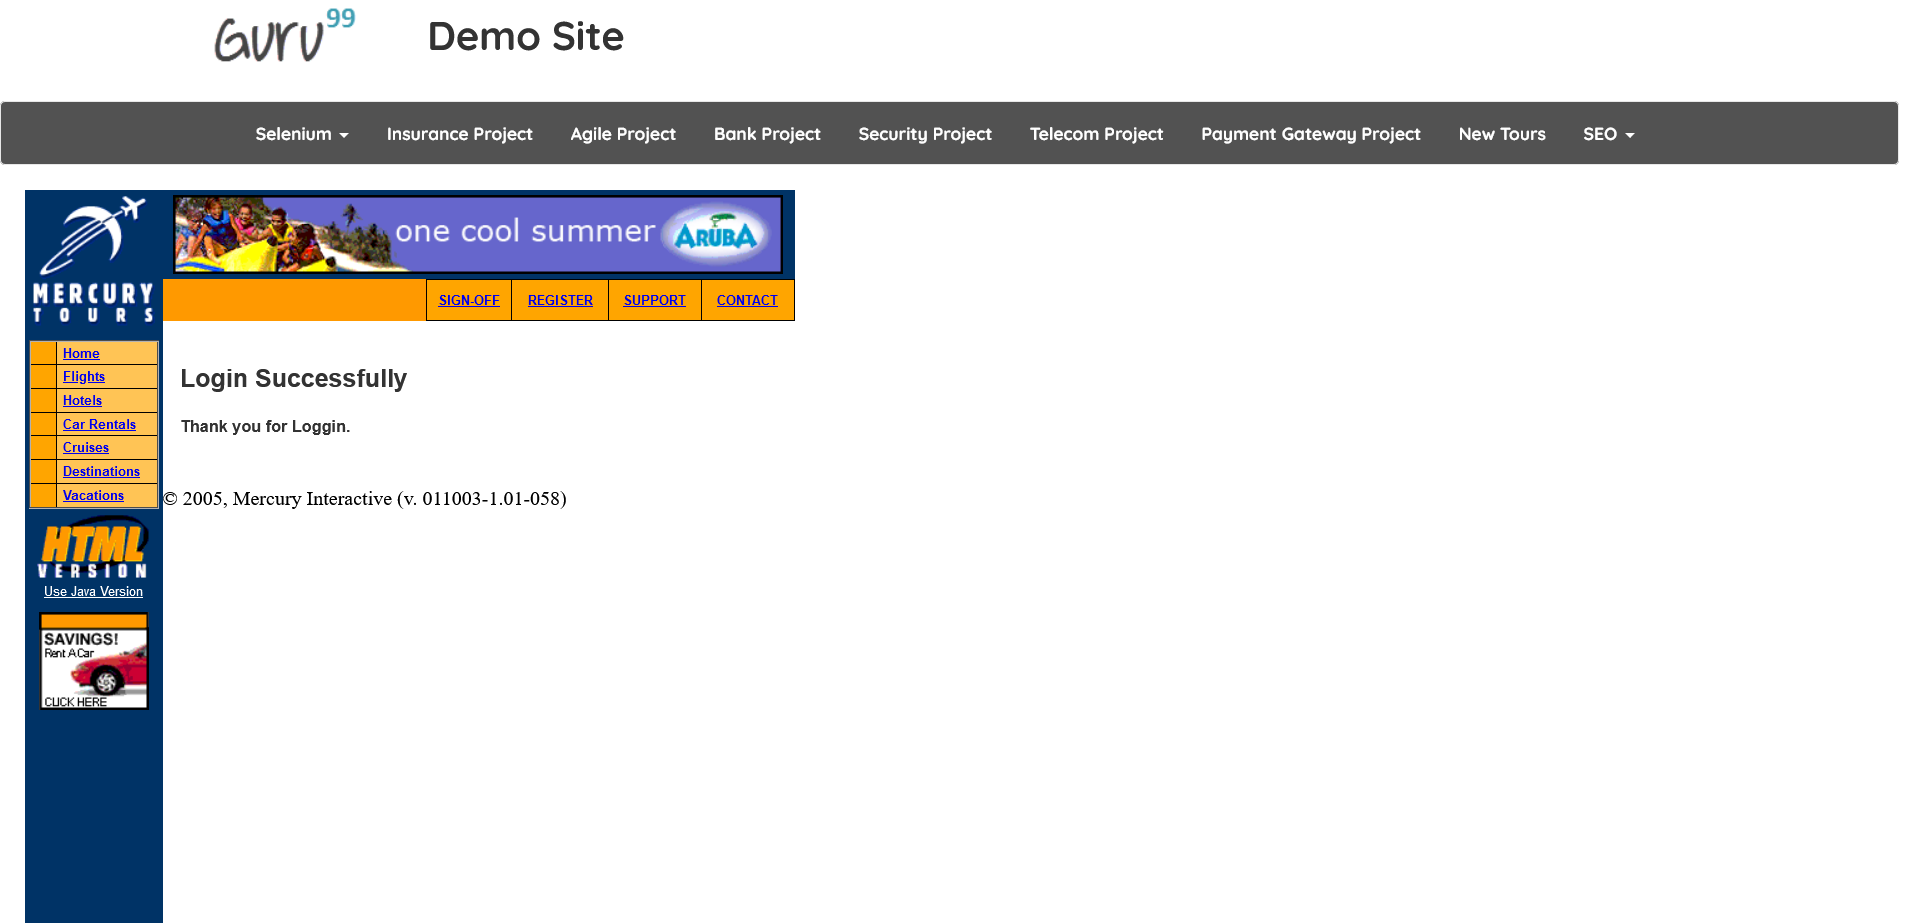 Guru99
Demo Site
Selenium Insurance Project Agile Project Bank Project Security Project Telecom Project Payment Gateway Project New Tours SEO
one cool summer ARUBA
MERCURY
TOURS
SIGN-OFF REGISTER SUPPORT CONTACT
Home
Flights
Hotels
Car Rentals
Cruises
Destinations
Vacations
Login Successfully
Thank you for Loggin.
© 2005, Mercury Interactive (v. 011003-1.01-058)
HTML
VERSION
Use Java Version
SAVINGS!
Rent A Car
CLICK HERE